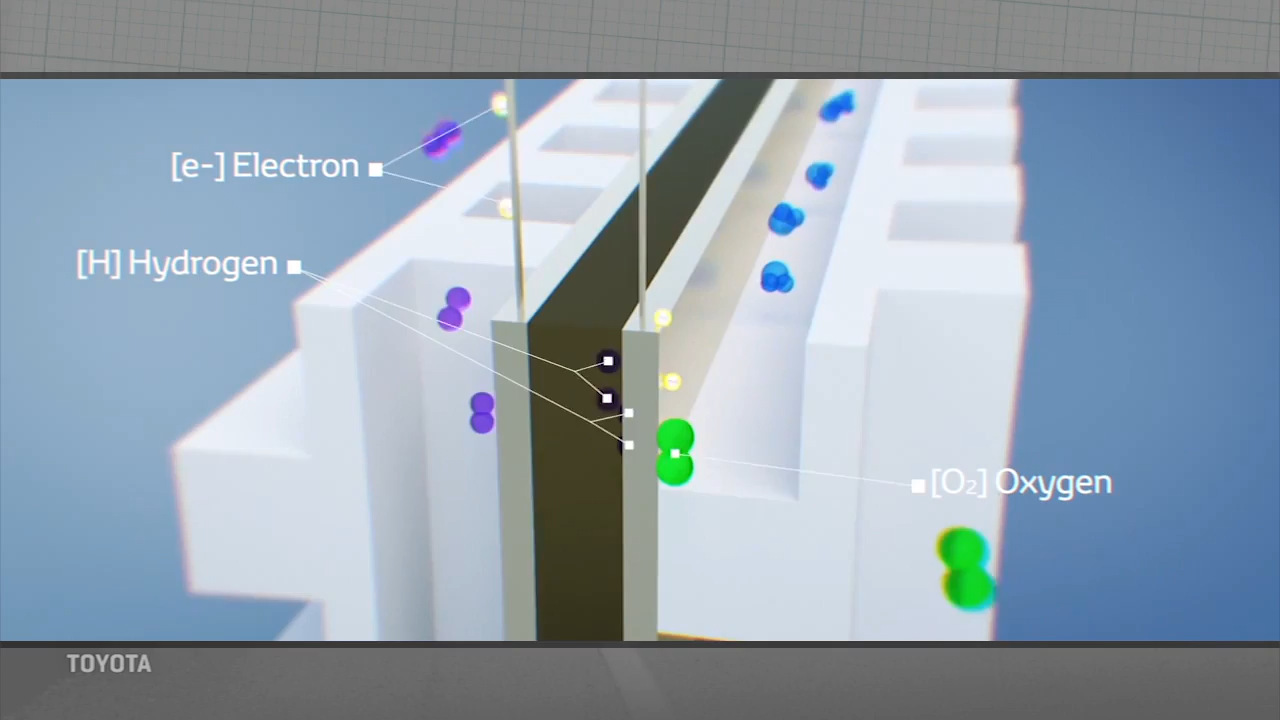 [e-] Electron
[H] Hydrogen
[O₂] Oxygen
TOYOTA